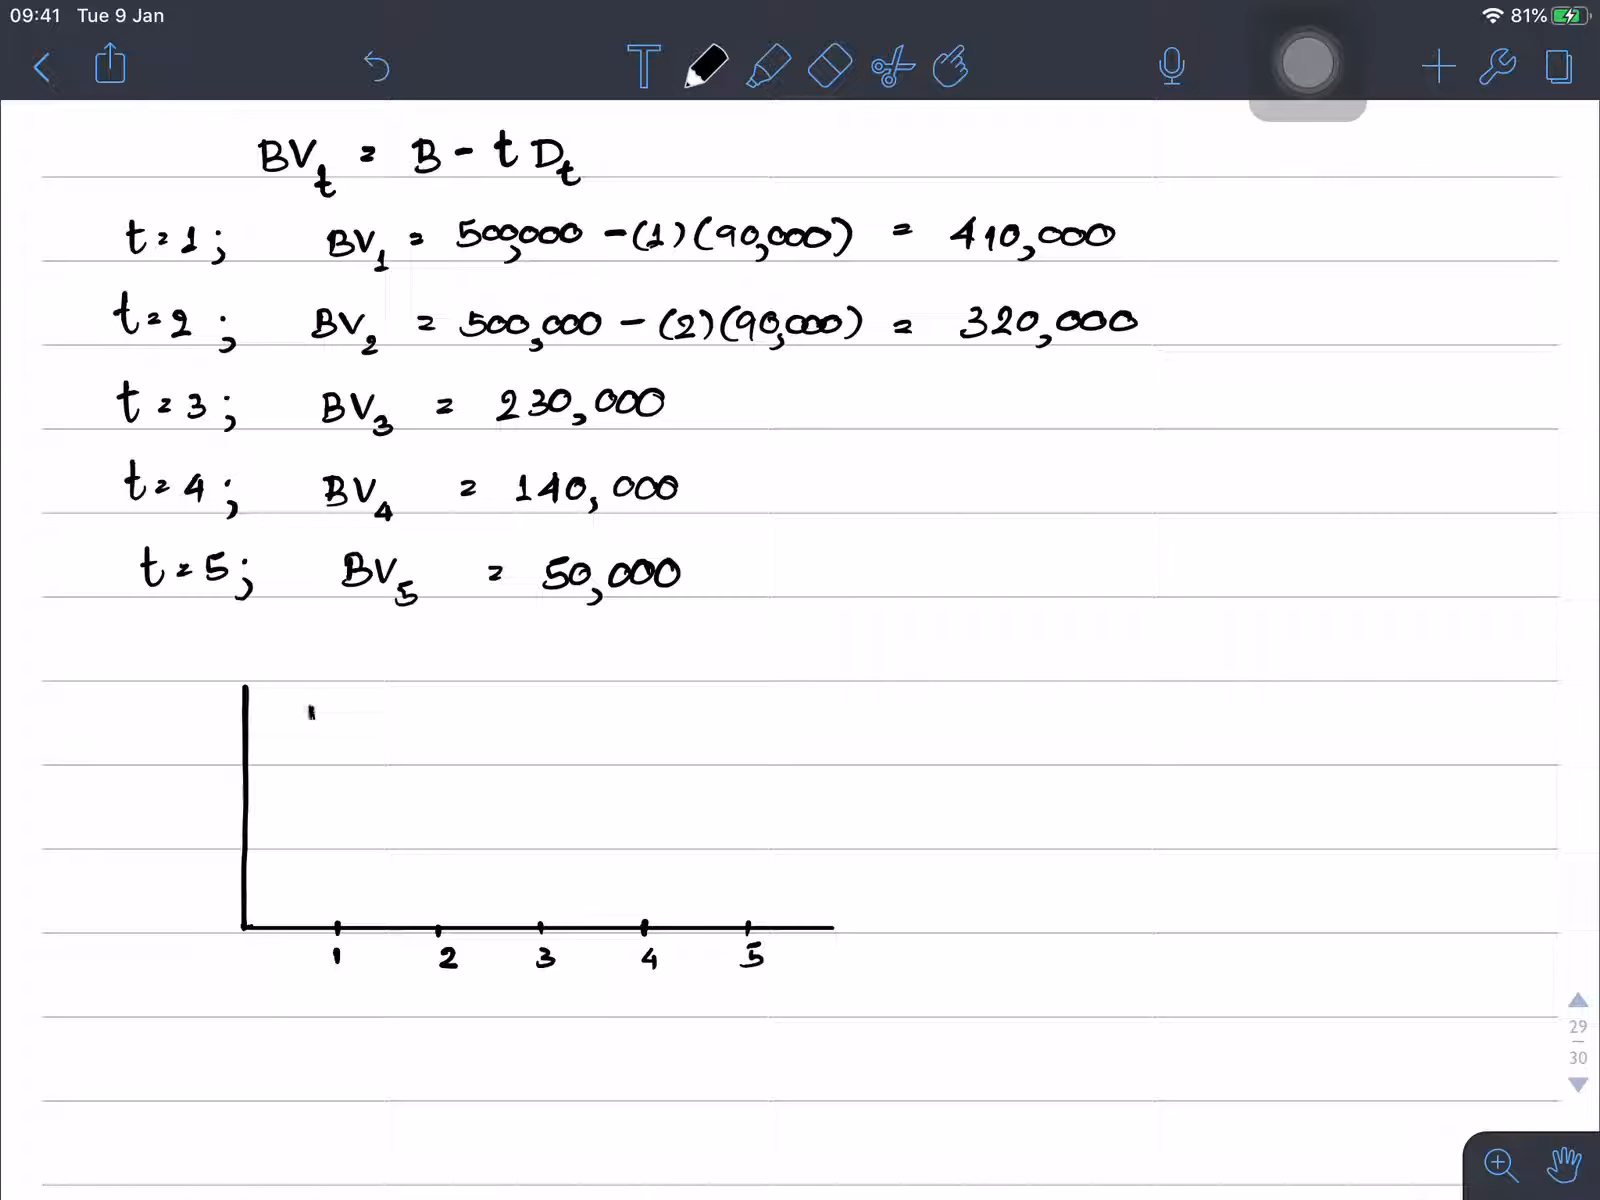 09:41 Tue 9 Jan 81%
T
BVt = B - t Dt
t=1; BV1 = 500,000 -(1)(90,000) = 410,000
t=2; BV2 = 500,000 - (2)(90,000) = 320,000
t=3; BV3 = 230,000
t=4; BV4 = 140,000
t=5; BV5 = 50,000
1 2 3 4 5
29
30